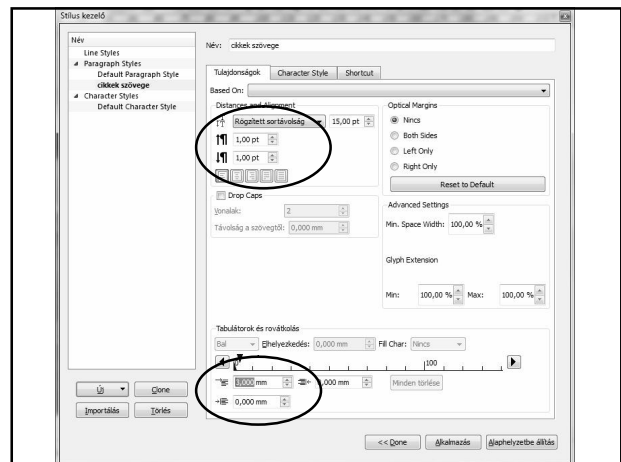 Stílus kezelő
Név
Line Styles
Paragraph Styles
Default Paragraph Style
cikkek szövege
Character Styles
Default Character Style
Új
Clone
Importálás
Törlés
Név: cikkek szövege
Tulajdonságok Character Style Shortcut
Based On:
Distances and Alignment
Rögzített sortávolság 15,00 pt
1,00 pt
1,00 pt
Drop Caps
Vonalak: 2
Távolság a szövegtől: 0,000 mm
Optical Margins
Nincs
Both Sides
Left Only
Right Only
Reset to Default
Advanced Settings
Min. Space Width: 100,00 %
Glyph Extension
Min: 100,00 % Max: 100,00 %
Tabulátorok és rovátkolás
Bal Elhelyezkedés: 0,000 mm Fill Char: Nincs
100
3,000 mm 0,000 mm Minden törlése
0,000 mm
<< Done Alkalmazás Alaphelyzetbe állítás